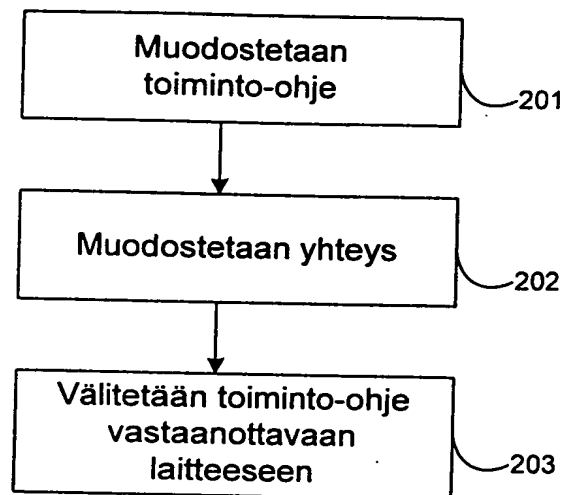 Muodostetaan
toiminto-ohje
201
Muodostetaan yhteys
202
Välitetään toiminto-ohje
vastaanottavaan
laitteeseen
203